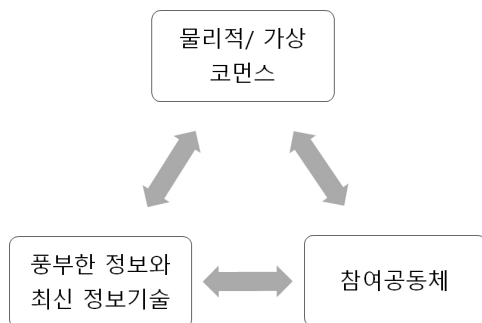 물리적/ 가상
코먼스
풍부한 정보와
최신 정보기술
참여공동체